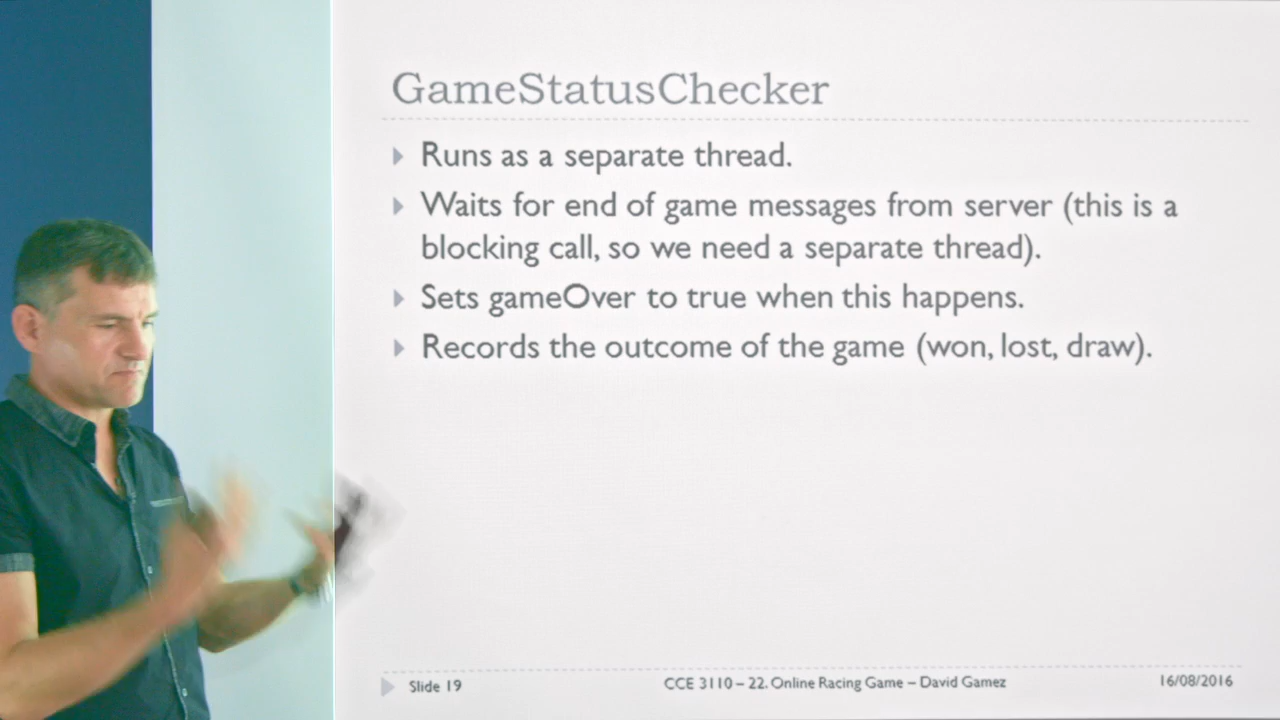 GameStatusChecker
Runs as a separate thread.
Waits for end of game messages from server (this is a
blocking call, so we need a separate thread).
Sets gameOver to true when this happens.
Records the outcome of the game (won, lost, draw).
Slide 19
CCE 3110 – 22. Online Racing Game – David Gamez
16/08/2016